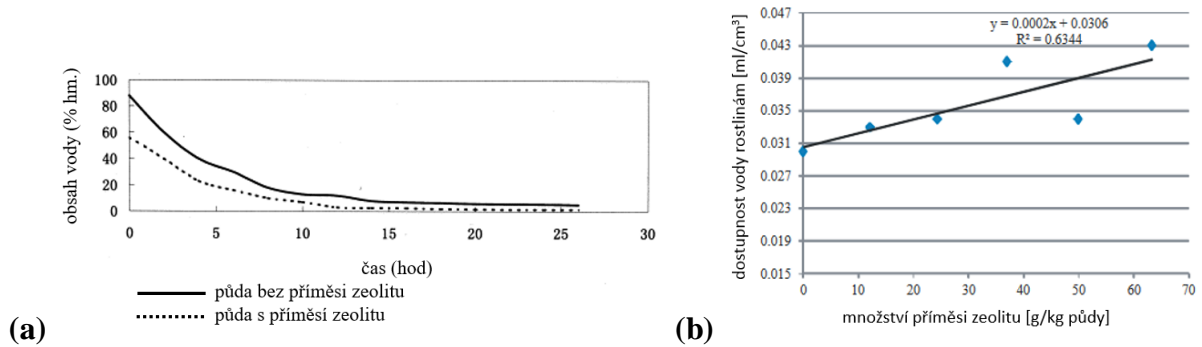 100
80
60
40
20
0
0 5 10 15 20 25 30
obsah vody (% hm.)
čas (hod)
půda bez příměsi zeolitu
půda s příměsí zeolitu
(a)
0.047
0.043
0.039
0.035
0.031
0.027
0.023
0.019
0.015
y = 0.0002x + 0.0306
R² = 0.6344
0 10 20 30 40 50 60 70
dostupnost vody rostlinám [ml/cm³]
množství příměsi zeolitu [g/kg půdy]
(b)